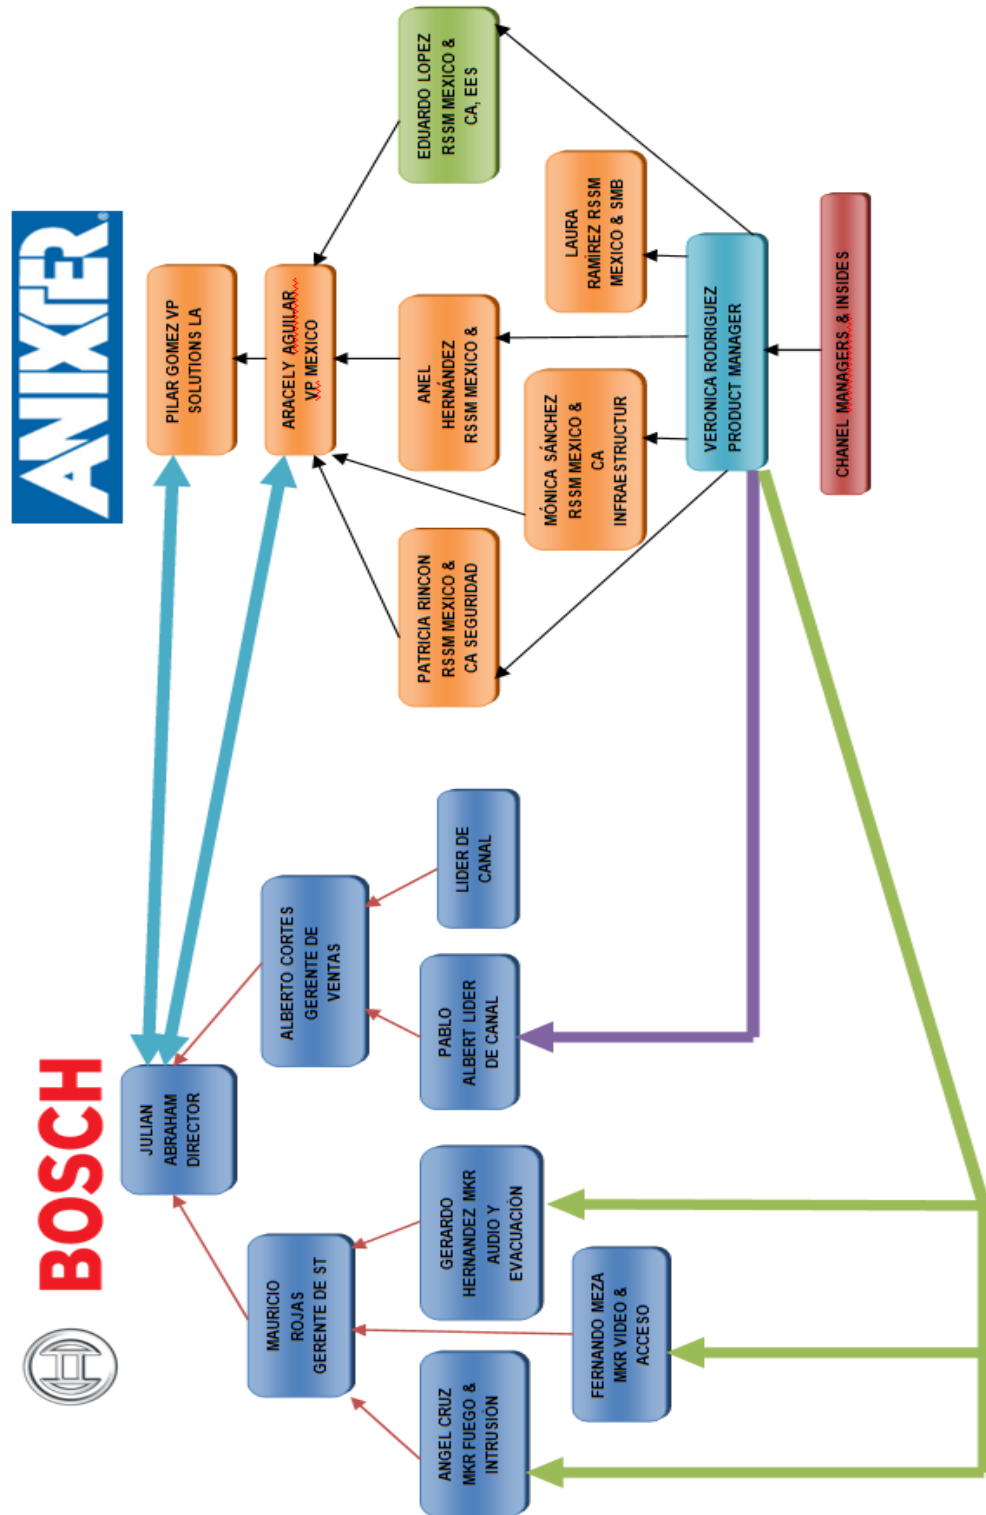 BOSCH
ANIXTER®
JULIAN
ABRAHAM
DIRECTOR
PILAR GOMEZ VP
SOLUTIONS LA
MAURICIO
ROJAS
GERENTE DE ST
ALBERTO CORTES
GERENTE DE
VENTAS
ARACELY AGUILAR
VP MEXICO
ANGEL CRUZ
MKR FUEGO &
INTRUSIÓN
GERARDO
HERNANDEZ MKR
AUDIO Y
EVACUACIÓN
PABLO
ALBERT LIDER
DE CANAL
LIDER DE
CANAL
PATRICIA RINCON
RSSM MEXICO &
CA SEGURIDAD
ANEL
HERNÁNDEZ
RSSM MEXICO &
EDUARDO LOPEZ
RSSM MEXICO &
CA, EES
FERNANDO MEZA
MKR VIDEO &
ACCESO
MÓNICA SÁNCHEZ
RSSM MEXICO &
CA
INFRAESTRUCTUR
LAURA
RAMÍREZ RSSM
MEXICO & SMB
VERONICA RODRIGUEZ
PRODUCT MANAGER
CHANEL MANAGERS & INSIDES